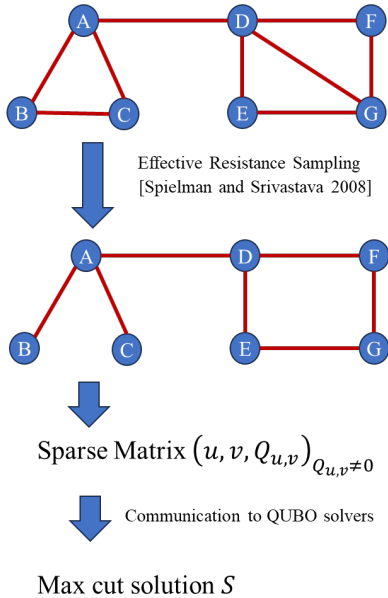 A D F
B C E G
Effective Resistance Sampling
[Spielman and Srivastava 2008]
A D F
B C E G
Sparse Matrix (u, v, Q_{u,v})_{Q_{u,v}≠0}
Communication to QUBO solvers
Max cut solution S